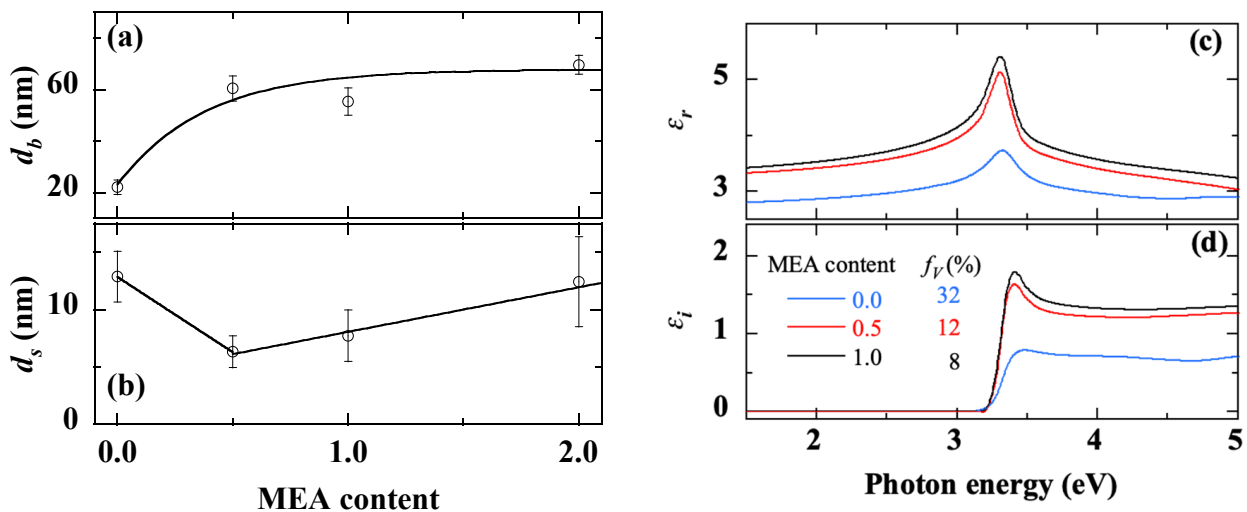 (a)
60
20
d_b (nm)
(b)
10
0
d_s (nm)
0.0 1.0 2.0
MEA content
(c)
5
3
ε_r
(d)
2
1
0
ε_i
MEA content f_V(%)
0.0 32
0.5 12
1.0 8
2 3 4 5
Photon energy (eV)